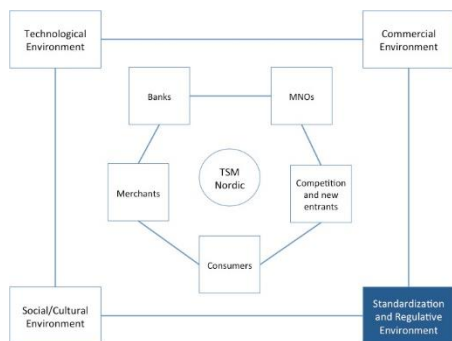 Technological
Environment
Commercial
Environment
Banks
MNOs
TSM
Nordic
Merchants
Competition
and new
entrants
Consumers
Social/Cultural
Environment
Standardization
and Regulative
Environment